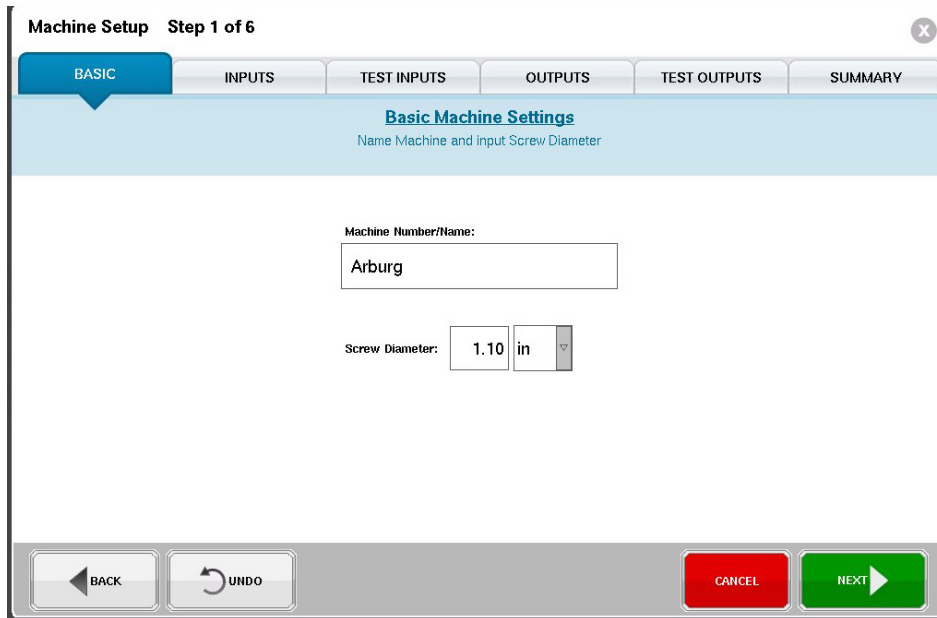 Machine Setup Step 1 of 6
X
BASIC INPUTS TEST INPUTS OUTPUTS TEST OUTPUTS SUMMARY
Basic Machine Settings
Name Machine and input Screw Diameter
Machine Number/Name:
Arburg
Screw Diameter: 1.10 in
BACK UNDO CANCEL NEXT